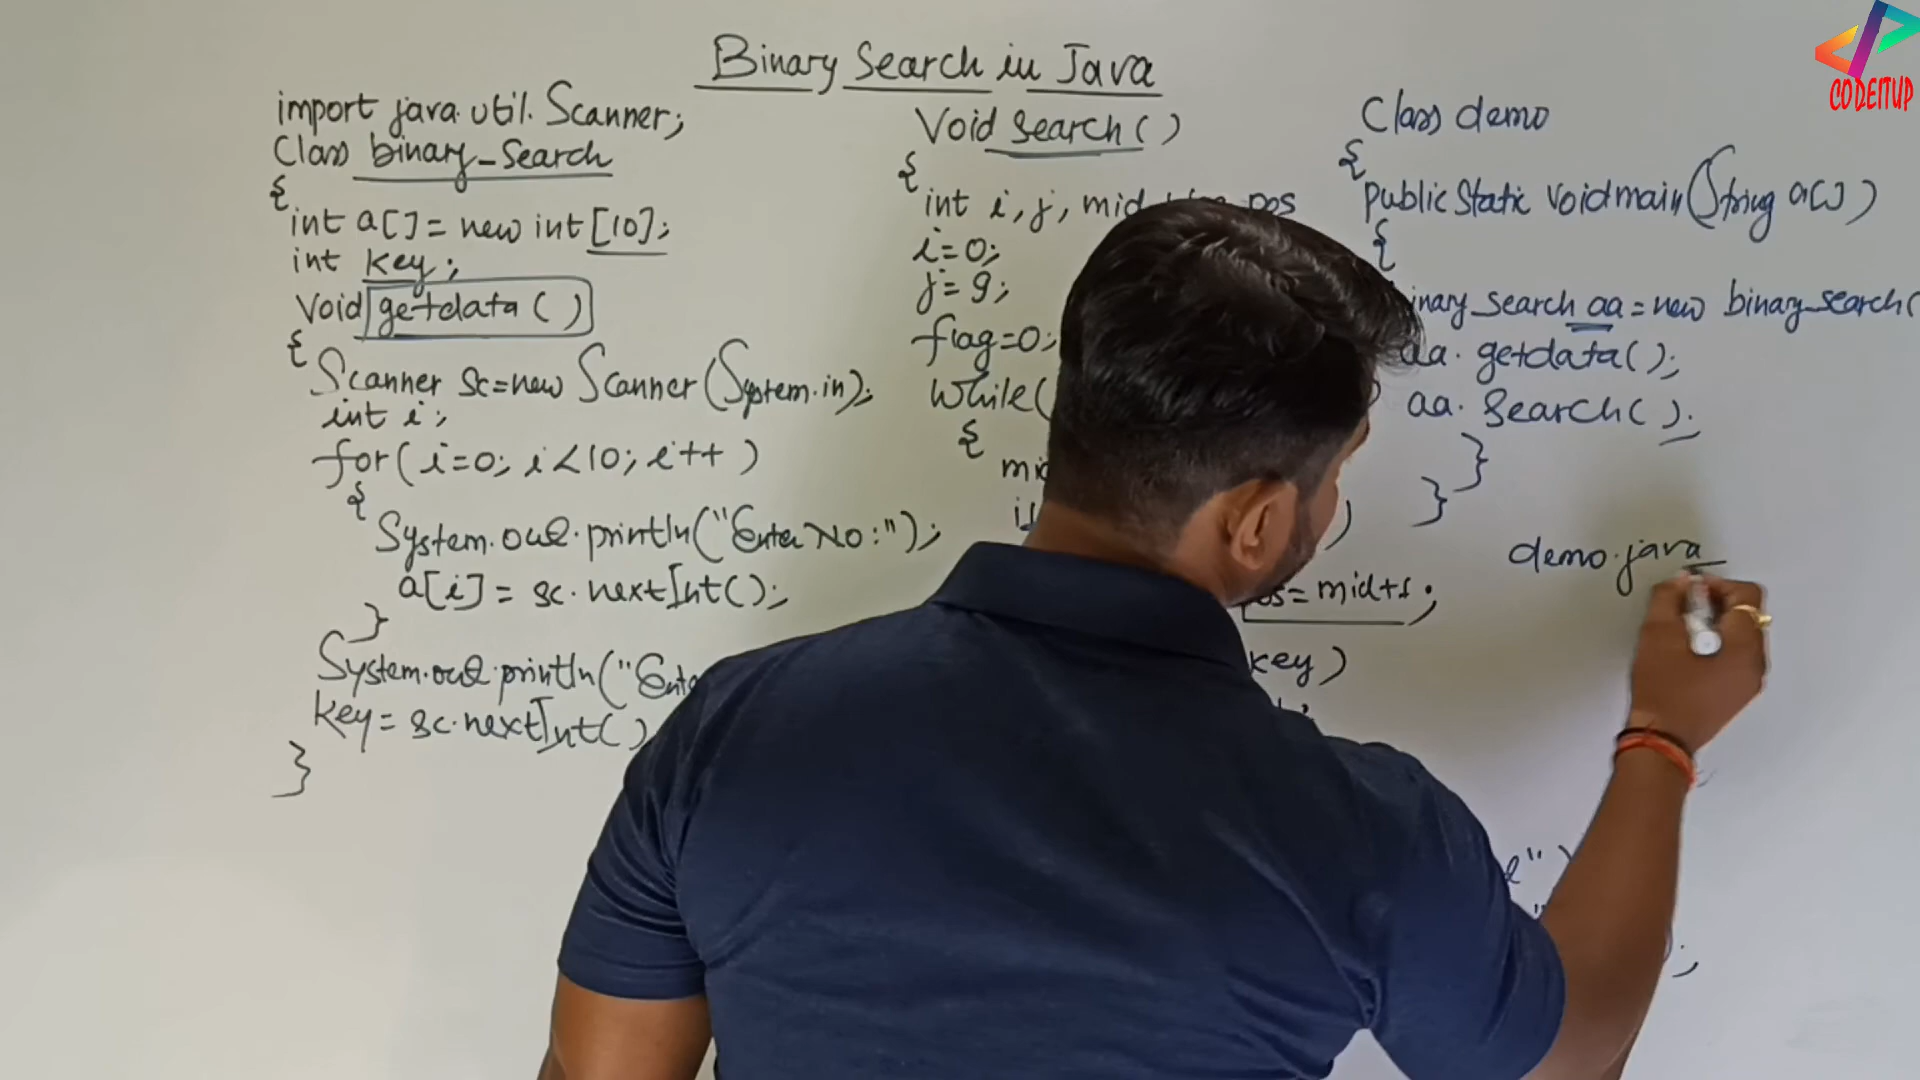 Binary Search in Java
import java.util.Scanner;
Class binary_Search
{
int a[] = new int [10];
int key;
Void getdata ( )
{
Scanner sc=new Scanner(System.in);
int i;
for( i=0; i<10; i++ )
{
System.out.println("Enter No:");
a[i] = sc.nextInt();
}
System.out.println("Ente
key= sc.nextInt()
}
Void search ( )
{
int i, j, mid pos
i=0;
j= 9;
flag=0;
While(
{
)
pos= mid+1;
key)
Class demo
{
public Static void main(String a[])
{
inary_search aa = new binary_search(
aa. getdata();
aa. search( );
}
}
demo.java
CODEITUP